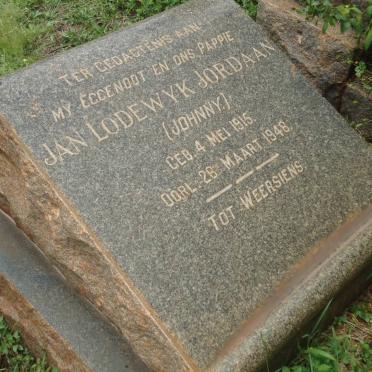 TER GEDAGTENIS AAN
MY EGGENOOT EN ONS PAPPIE
JAN LODEWYK JORDAAN
(JOHNNY)
GEB. 4 MEI 1915
OORL. 26 MAART 1948
TOT WEERSIENS